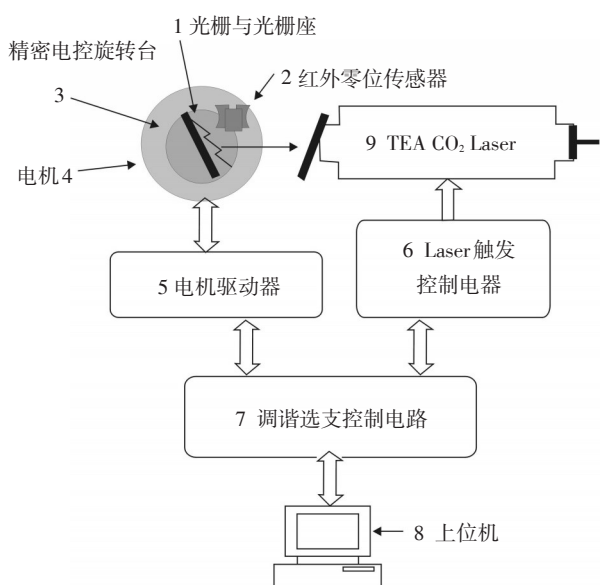 1 光栅与光栅座
精密电控旋转台
2 红外零位传感器
3
9 TEA CO₂ Laser
电机 4
6 Laser触发
控制电器
5 电机驱动器
7 调谐选支控制电路
8 上位机